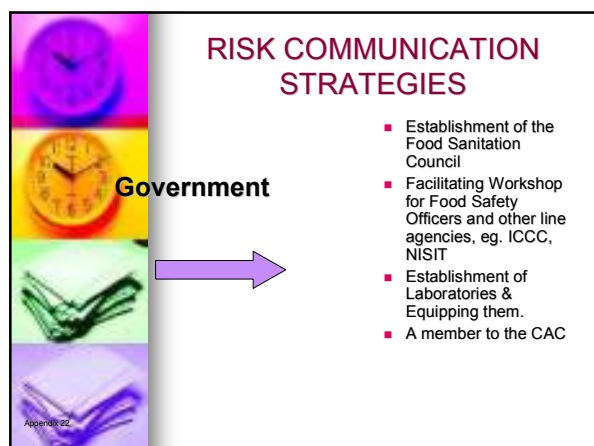 RISK COMMUNICATION
STRATEGIES
Government
Establishment of the
Food Sanitation
Council
Facilitating Workshop
for Food Safety
Officers and other line
agencies, eg. ICCC,
NISIT
Establishment of
Laboratories &
Equipping them.
A member to the CAC
Appendix 22.